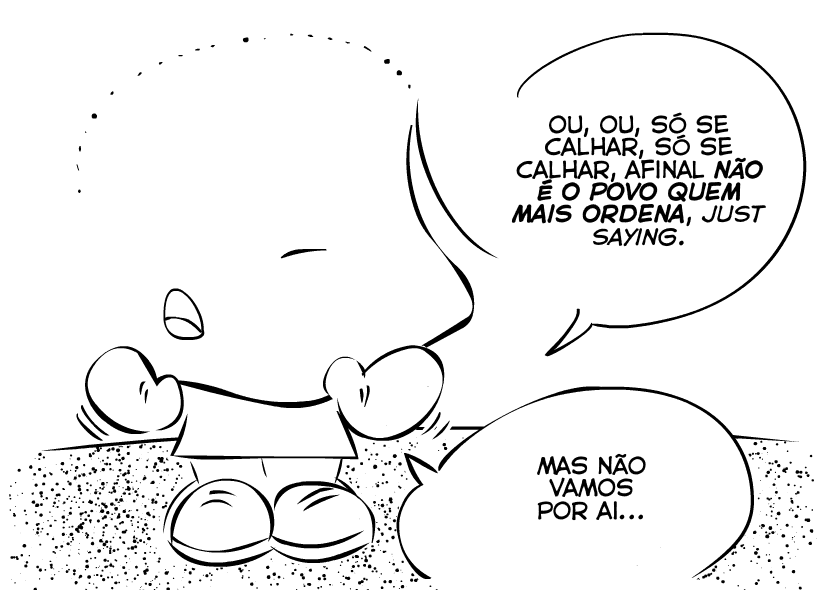 OU, OU, SÓ SE
CALHAR, SÓ SE
CALHAR, AFINAL NÃO
É O POVO QUEM
MAIS ORDENA, JUST
SAYING.
MAS NÃO
VAMOS
POR AI...